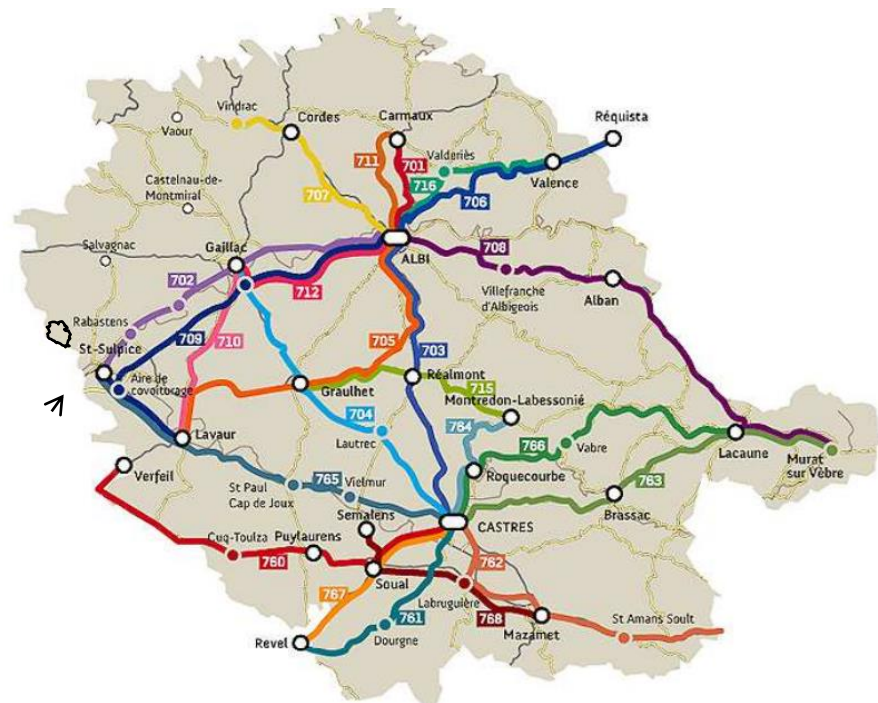 Vindrac
Cordes
Carmaux
Réquista
Vaour
711
701
Valderiès
716
Valence
706
707
Castelnau-de-
Montmiral
Salvagnac
Gaillac
ALBI
708
702
712
Villefranche
d'Albigeois
Alban
Rabastens
709
710
705
703
St-Sulpice
Aire de
covoiturage
Graulhet
Réalmont
715
Montredon-Labessonié
704
764
Lautrec
Lavaur
766
Vabre
Lacaune
Murat
sur Vèbre
Verfeil
Roquecourbe
763
St Paul
Cap de Joux
765
Vielmur
Brassac
Semalens
CASTRES
Cuq-Toulza
Puylaurens
760
762
Soual
767
Labruguière
761
768
Mazamet
St Amans Soult
Revel
Dourgne